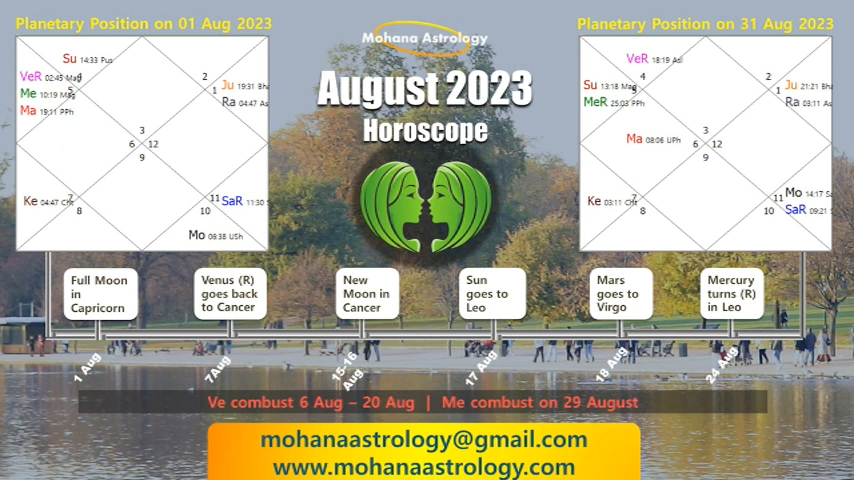 Planetary Position on 01 Aug 2023
Mohana Astrology
Planetary Position on 31 Aug 2023
August 2023
Horoscope
Su 14:33 Pus
VeR 02:45 Mag
4
Me 10:19 Mag
5
Ma 19:11 PPh
2
1
Ju 19:31 Bha
Ra 04:47 As
3
6 12
9
Ke 04:47 Cht
7
8
11 SaR 11:30
10
Mo 06:38 USh
VeR 18:19 Asl
4
Su 13:18 Mag
5
MeR 25:03 PPh
Ma 08:06 UPh
2
1
Ju 21:21 Bha
Ra 03:11 As
3
6 12
9
Ke 03:11 Cht
7
8
11
10
Mo 14:17
SaR 09:21
Full Moon
in
Capricorn
Venus (R)
goes back
to Cancer
New
Moon in
Cancer
Sun
goes to
Leo
Mars
goes to
Virgo
Mercury
turns (R)
in Leo
1 Aug
7Aug
15-16
Aug
17 Aug
18 Aug
24 Aug
Ve combust 6 Aug – 20 Aug | Me combust on 29 August
mohanaastrology@gmail.com
www.mohanaastrology.com